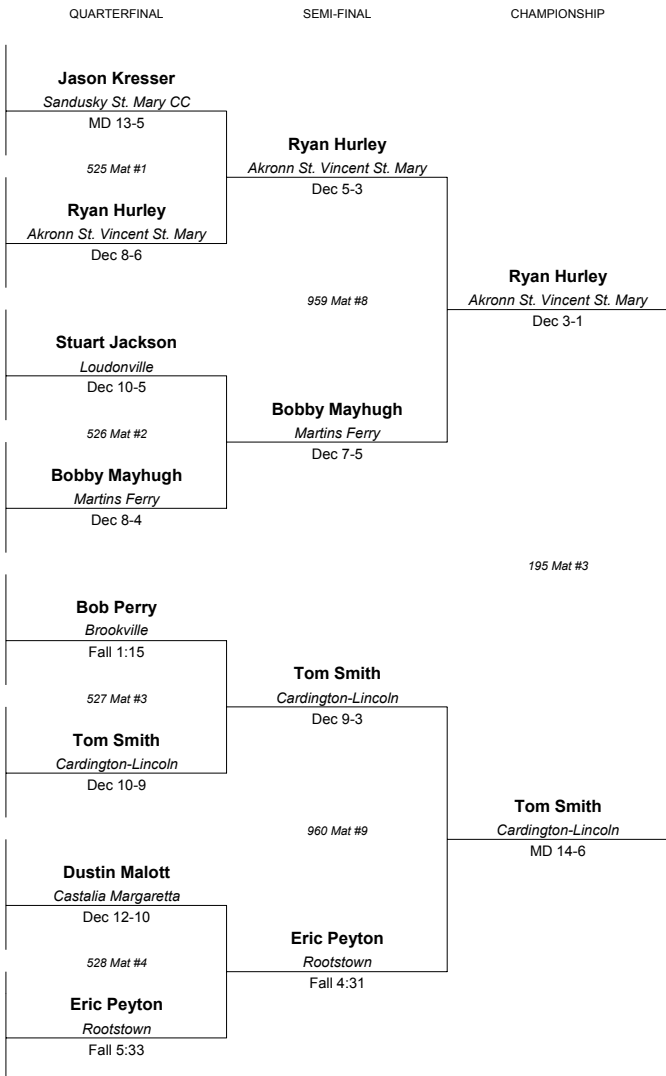 QUARTERFINAL SEMI-FINAL CHAMPIONSHIP
Jason Kresser
Sandusky St. Mary CC
MD 13-5
525 Mat #1
Ryan Hurley
Akronn St. Vincent St. Mary
Dec 8-6
Stuart Jackson
Loudonville
Dec 10-5
526 Mat #2
Bobby Mayhugh
Martins Ferry
Dec 8-4
Bob Perry
Brookville
Fall 1:15
527 Mat #3
Tom Smith
Cardington-Lincoln
Dec 10-9
Dustin Malott
Castalia Margaretta
Dec 12-10
528 Mat #4
Eric Peyton
Rootstown
Fall 5:33
Ryan Hurley
Akronn St. Vincent St. Mary
Dec 5-3
959 Mat #8
Bobby Mayhugh
Martins Ferry
Dec 7-5
Tom Smith
Cardington-Lincoln
Dec 9-3
960 Mat #9
Eric Peyton
Rootstown
Fall 4:31
Ryan Hurley
Akronn St. Vincent St. Mary
Dec 3-1
195 Mat #3
Tom Smith
Cardington-Lincoln
MD 14-6